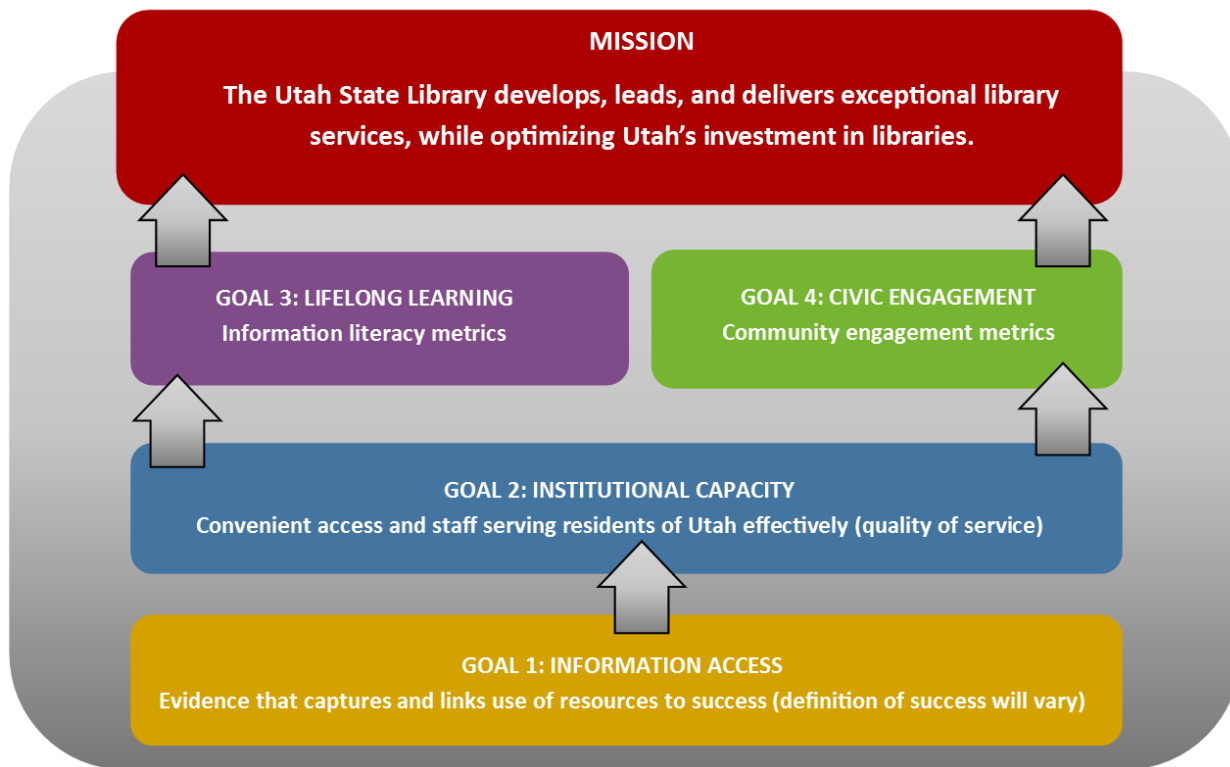 MISSION
The Utah State Library develops, leads, and delivers exceptional library
services, while optimizing Utah’s investment in libraries.
GOAL 3: LIFELONG LEARNING
Information literacy metrics
GOAL 4: CIVIC ENGAGEMENT
Community engagement metrics
GOAL 2: INSTITUTIONAL CAPACITY
Convenient access and staff serving residents of Utah effectively (quality of service)
GOAL 1: INFORMATION ACCESS
Evidence that captures and links use of resources to success (definition of success will vary)